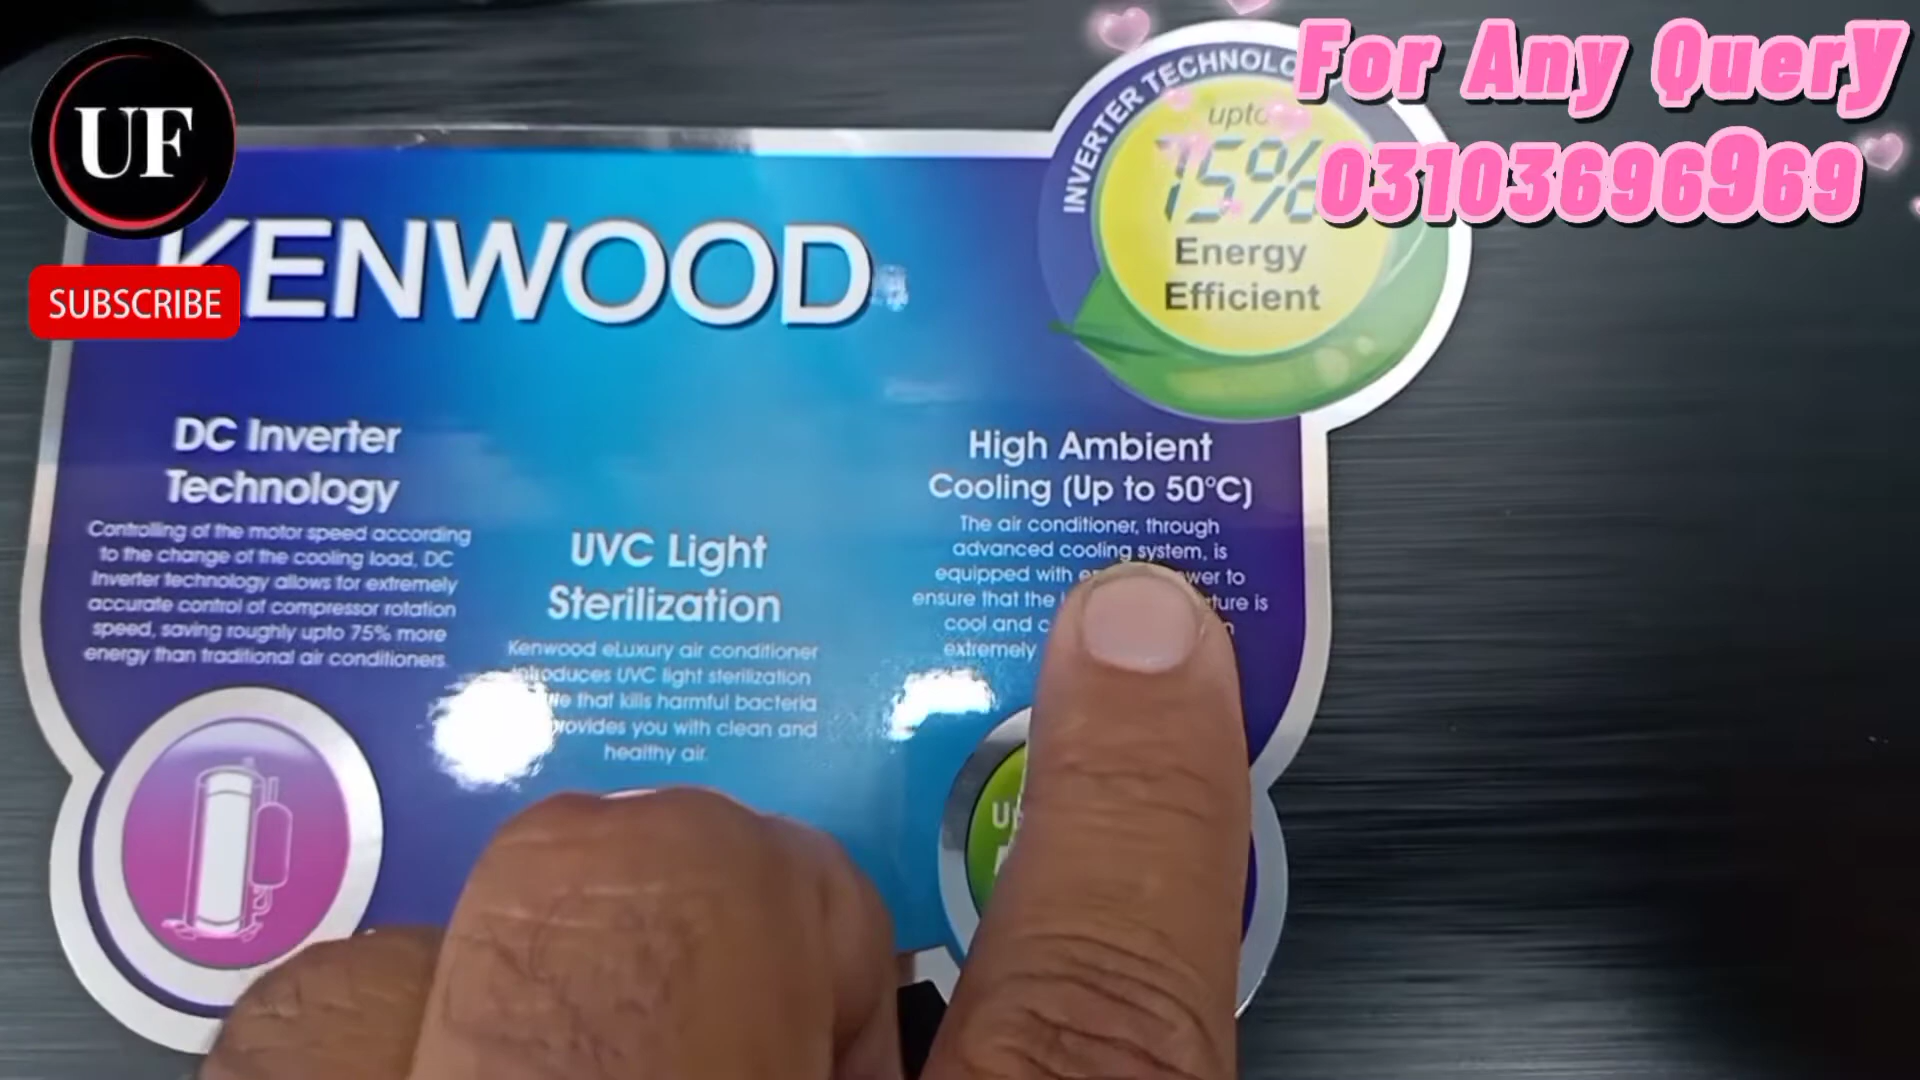 UF
SUBSCRIBE
For Any Query
03103696969
KENWOOD
INVERTER
upto
75%
Energy
Efficient
DC Inverter
Technology
Controlling of the motor speed according
to the change of the cooling load, DC
Inverter technology allows for extremely
accurate control of compressor rotation
speed, saving roughly upto 75% more
energy than traditional air conditioners.
UVC Light
Sterilization
Kenwood eLuxury air conditioner
introduces UVC light sterilization
that kills harmful bacteria
provides you with clean and
healthy air.
High Ambient
Cooling (Up to 50°C)
The air conditioner, through
advanced cooling system, is
equipped with
to
ensure that the
is
cool and
extremely